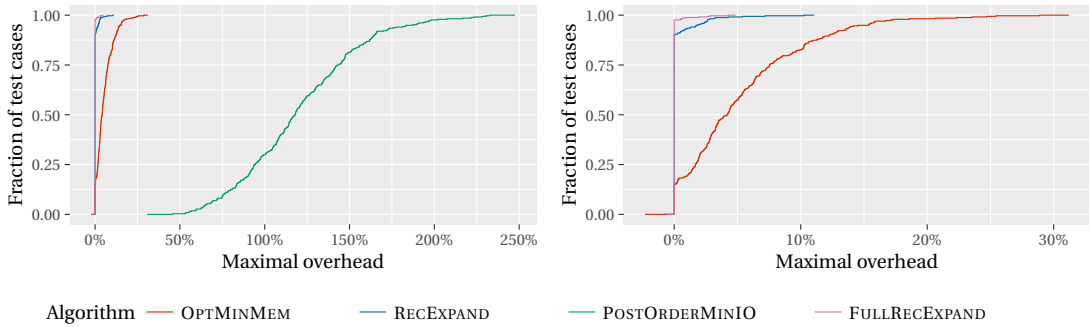 Fraction of test cases
1.00
0.75
0.50
0.25
0.00
0% 50% 100% 150% 200% 250%
Maximal overhead
Fraction of test cases
1.00
0.75
0.50
0.25
0.00
0% 10% 20% 30%
Maximal overhead
Algorithm OPTMINMEM RECEXPAND POSTORDERMINIO FULLRECEXPAND